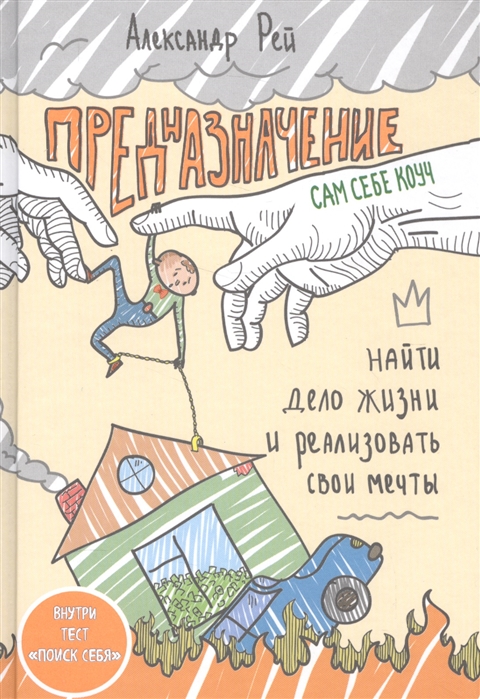 Александр Рей
ПРЕДНАЗНАЧЕНИЕ
САМ СЕБЕ КОУЧ
НАЙТИ
ДЕЛО ЖИЗНИ
И РЕАЛИЗОВАТЬ
СВОИ МЕЧТЫ
ВНУТРИ
ТЕСТ
«ПОИСК СЕБЯ»